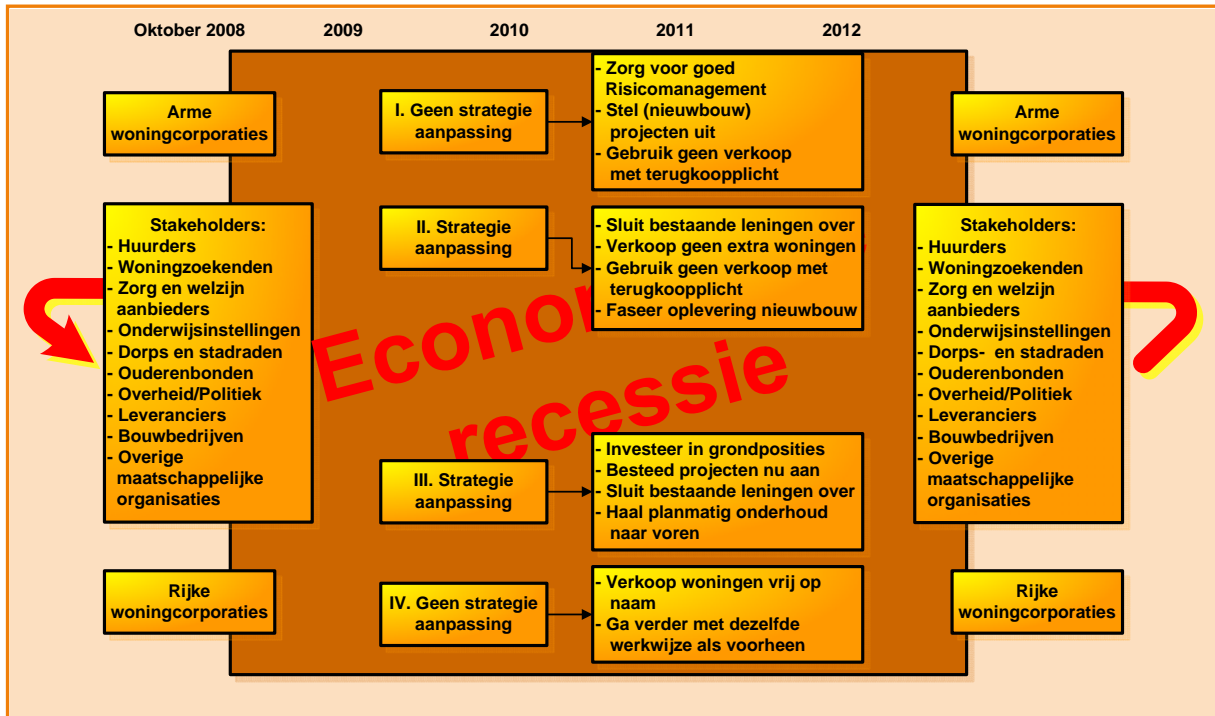 Oktober 2008 2009 2010 2011 2012
Arme
woningcorporaties
Stakeholders:
- Huurders
- Woningzoekenden
- Zorg en welzijn
aanbieders
- Onderwijsinstellingen
- Dorps en stadraden
- Ouderenbonden
- Overheid/Politiek
- Leveranciers
- Bouwbedrijven
- Overige
maatschappelijke
organisaties
Rijke
woningcorporaties
I. Geen strategie
aanpassing
- Zorg voor goed
Risicomanagement
- Stel (nieuwbouw)
projecten uit
- Gebruik geen verkoop
met terugkoopplicht
II. Strategie
aanpassing
- Sluit bestaande leningen over
- Verkoop geen extra woningen
- Gebruik geen verkoop met
terugkoopplicht
- Faseer oplevering nieuwbouw
recessie
III. Strategie
aanpassing
- Investeer in grondposities
- Besteed projecten nu aan
- Sluit bestaande leningen over
- Haal planmatig onderhoud
naar voren
IV. Geen strategie
aanpassing
- Verkoop woningen vrij op
naam
- Ga verder met dezelfde
werkwijze als voorheen
Arme
woningcorporaties
Stakeholders:
- Huurders
- Woningzoekenden
- Zorg en welzijn
aanbieders
- Onderwijsinstellingen
- Dorps- en stadraden
- Ouderenbonden
- Overheid/Politiek
- Leveranciers
- Bouwbedrijven
- Overige
maatschappelijke
organisaties
Rijke
woningcorporaties